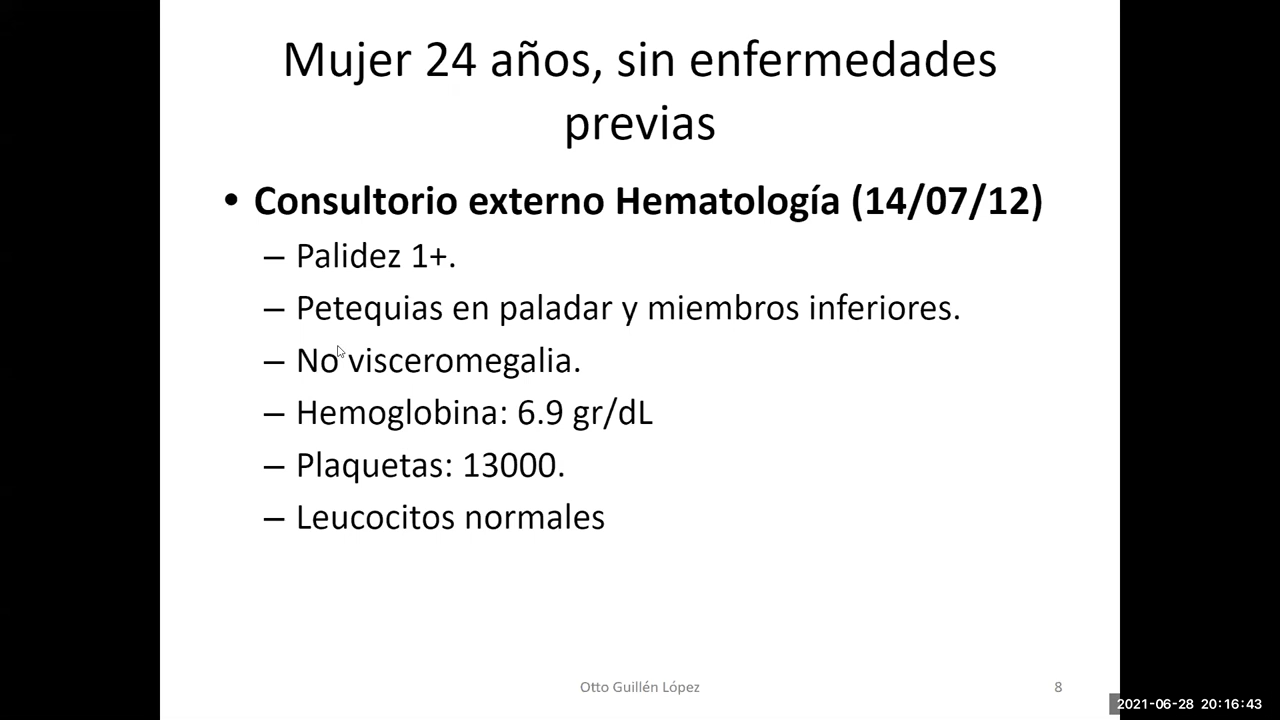 Mujer 24 años, sin enfermedades
previas
• Consultorio externo Hematología (14/07/12)
– Palidez 1+.
– Petequias en paladar y miembros inferiores.
– No visceromegalia.
– Hemoglobina: 6.9 gr/dL
– Plaquetas: 13000.
– Leucocitos normales
Otto Guillén López
8
2021-06-28 20:16:43